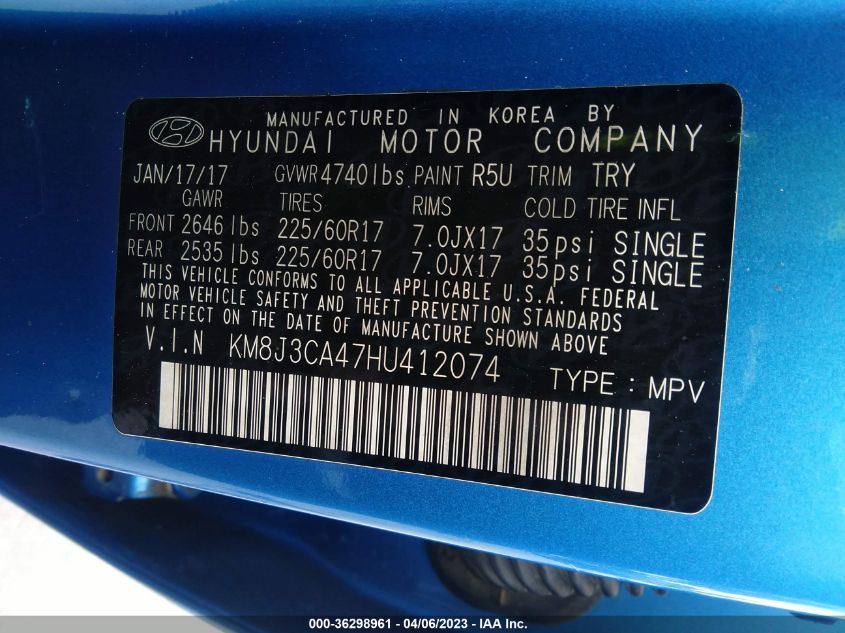 MANUFACTURED IN KOREA BY
HYUNDAI MOTOR COMPANY
JAN/17/17 GVWR 4740lbs PAINT R5U TRIM TRY
GAWR TIRES RIMS COLD TIRE INFL
FRONT 2646 lbs 225/60R17 7.0JX17 35psi SINGLE
REAR 2535 lbs 225/60R17 7.0JX17 35psi SINGLE
THIS VEHICLE CONFORMS TO ALL APPLICABLE U.S.A. FEDERAL
MOTOR VEHICLE SAFETY AND THEFT PREVENTION STANDARDS
IN EFFECT ON THE DATE OF MANUFACTURE SHOWN ABOVE
V.I.N KM8J3CA47HU412074 TYPE : MPV
000-36298961 - 04/06/2023 - IAA Inc.